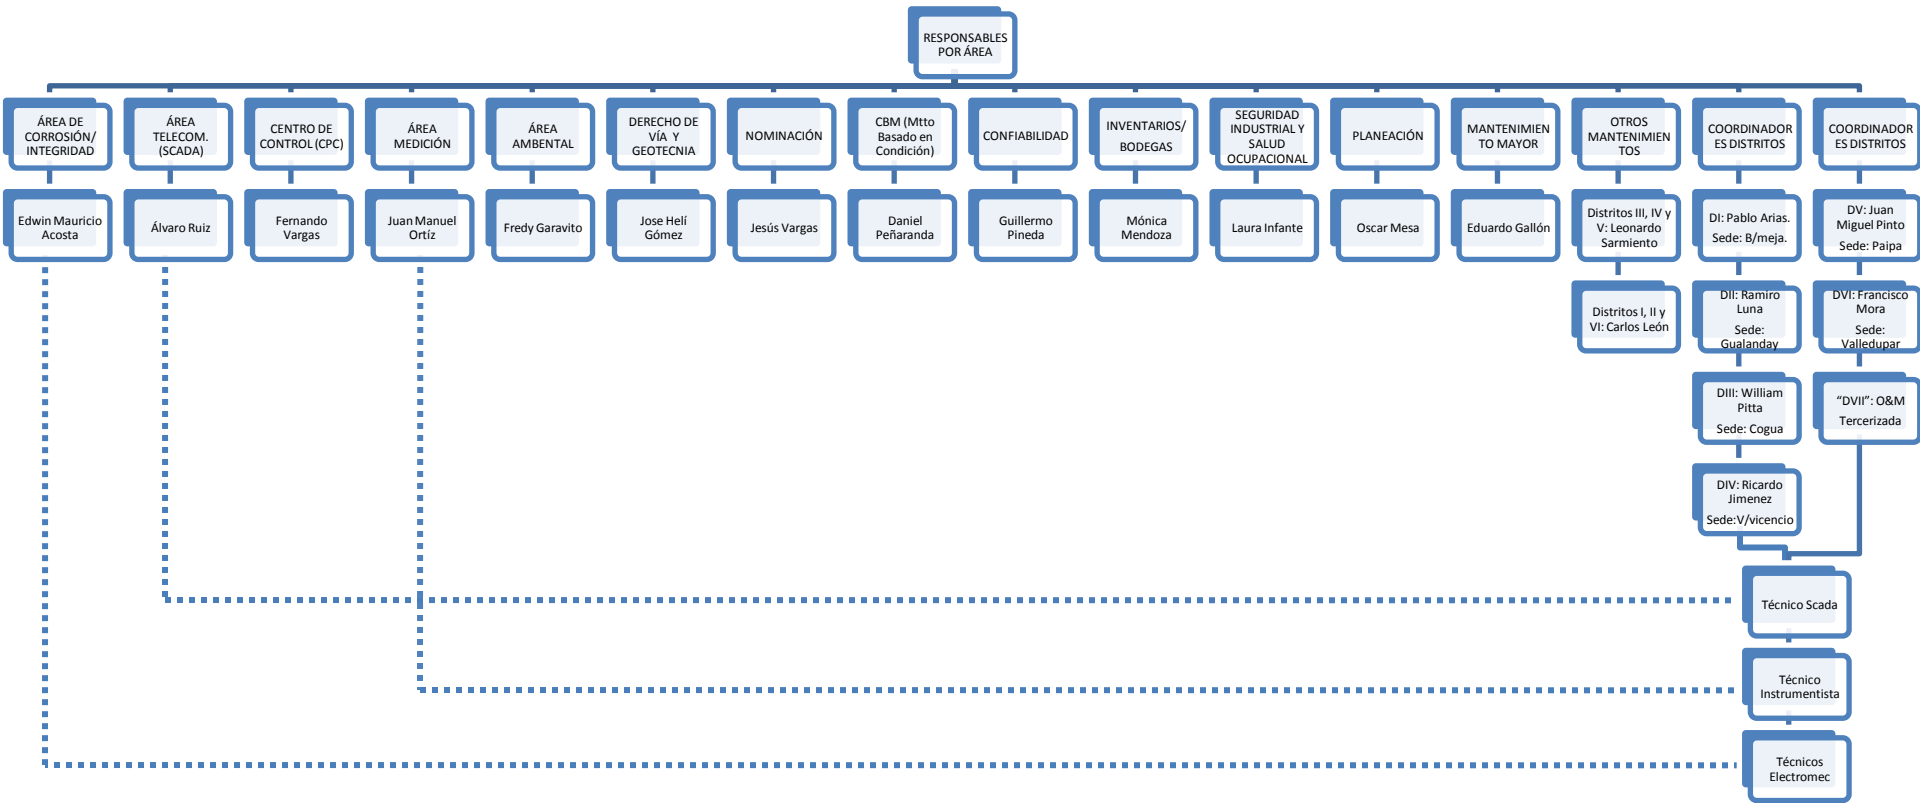 RESPONSABLES
POR ÁREA
ÁREA DE
CORROSIÓN/
INTEGRIDAD
ÁREA
TELECOM.
(SCADA)
CENTRO DE
CONTROL (CPC)
ÁREA
MEDICIÓN
ÁREA
AMBENTAL
DERECHO DE
VÍA Y
GEOTECNIA
NOMINACIÓN
CBM (Mtto
Basado en
Condición)
CONFIABILIDAD
INVENTARIOS/
BODEGAS
SEGURIDAD
INDUSTRIAL Y
SALUD
OCUPACIONAL
PLANEACIÓN
MANTENIMIEN
TO MAYOR
OTROS
MANTENIMIEN
TOS
COORDINADOR
ES DISTRITOS
COORDINADOR
ES DISTRITOS
Edwin Mauricio
Acosta
Álvaro Ruiz
Fernando
Vargas
Juan Manuel
Ortíz
Fredy Garavito
Jose Helí
Gómez
Jesús Vargas
Daniel
Peñaranda
Guillermo
Pineda
Mónica
Mendoza
Laura Infante
Oscar Mesa
Eduardo Gallón
Distritos III, IV y
V: Leonardo
Sarmiento
DI: Pablo Arias.
Sede: B/meja.
DV: Juan
Miguel Pinto
Sede: Paipa
Distritos I, II y
VI: Carlos León
DII: Ramiro
Luna
Sede:
Gualanday
DVI: Francisco
Mora
Sede:
Valledupar
DIII: William
Pitta
Sede: Cogua
“DVII”: O&M
Tercerizada
DIV: Ricardo
Jimenez
Sede:V/vicencio
Técnico Scada
Técnico
Instrumentista
Técnicos
Electromec